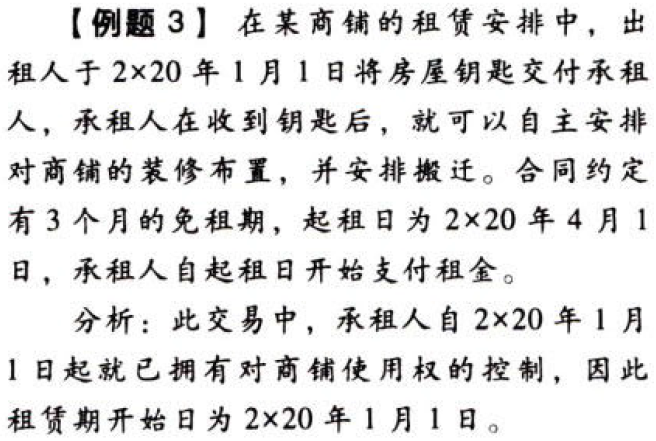 【例题 3】 在某商铺的租赁安排中，出
租人于 2×20 年 1 月 1 日将房屋钥匙交付承租
人，承租人在收到钥匙后，就可以自主安排
对商铺的装修布置，并安排搬迁。合同约定
有 3 个月的免租期，起租日为 2×20 年 4 月 1
日，承租人自起租日开始支付租金。
分析：此交易中，承租人自 2×20 年 1 月
1 日起就已拥有对商铺使用权的控制，因此
租赁期开始日为 2×20 年 1 月 1 日。